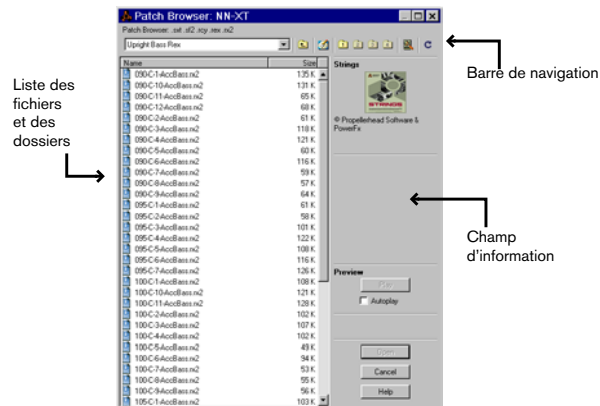 Patch Browser: NN-XT
Patch Browser: .sxt .sf2 .rcy .rex .rx2
Upright Bass Rex
Name Size
090-C-1-AccBass.rx2 135 K
090-C-10-AccBass.rx2 131 K
090-C-11-AccBass.rx2 65 K
090-C-12-AccBass.rx2 68 K
090-C-2-AccBass.rx2 61 K
090-C-3-AccBass.rx2 118 K
090-C-4-AccBass.rx2 121 K
090-C-5-AccBass.rx2 60 K
090-C-6-AccBass.rx2 116 K
090-C-7-AccBass.rx2 59 K
090-C-8-AccBass.rx2 57 K
090-C-9-AccBass.rx2 64 K
095-C-1-AccBass.rx2 61 K
095-C-2-AccBass.rx2 58 K
095-C-3-AccBass.rx2 101 K
095-C-4-AccBass.rx2 122 K
095-C-5-AccBass.rx2 108 K
095-C-6-AccBass.rx2 116 K
095-C-7-AccBass.rx2 126 K
100-C-1-AccBass.rx2 108 K
100-C-10-AccBass.rx2 121 K
100-C-11-AccBass.rx2 128 K
100-C-2-AccBass.rx2 102 K
100-C-3-AccBass.rx2 107 K
100-C-4-AccBass.rx2 102 K
100-C-5-AccBass.rx2 49 K
100-C-6-AccBass.rx2 94 K
100-C-7-AccBass.rx2 53 K
100-C-8-AccBass.rx2 55 K
100-C-9-AccBass.rx2 56 K
105-C-1-AccBass.rx2 103 K
Strings
STRINGS
© Propellerhead Software &
PowerFx
Preview
Play
Autoplay
Open
Cancel
Help
Liste des
fichiers
et des
dossiers
Barre de navigation
Champ
d'information